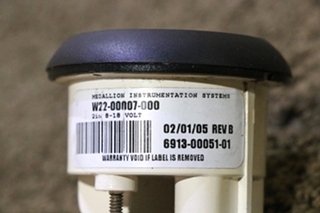 MEDALLION INSTRUMENTATION SYSTEMS
W22-00007-000
2in 8-18 VOLT
02/01/05 REV B
6913-00051-01
WARRANTY VOID IF LABEL IS REMOVED